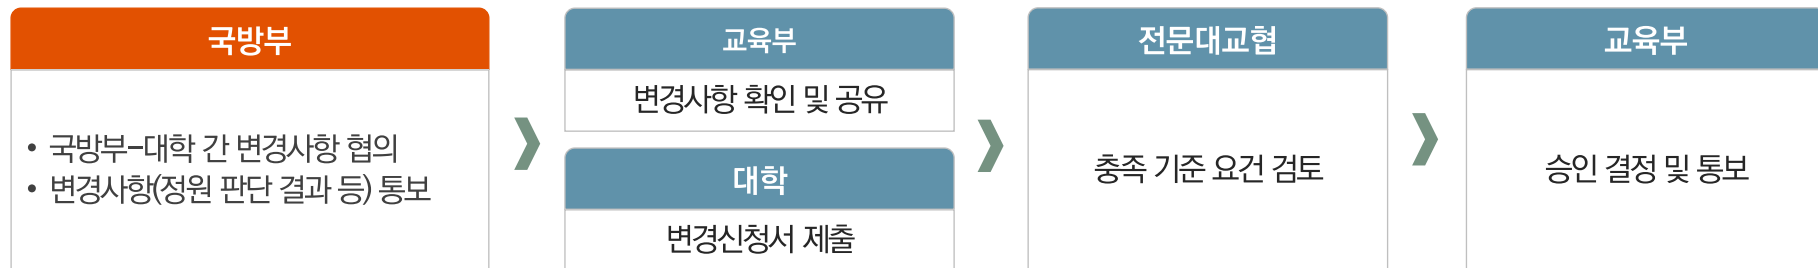 국방부
• 국방부-대학 간 변경사항 협의
• 변경사항(정원 판단 결과 등) 통보
교육부
변경사항 확인 및 공유
대학
변경신청서 제출
전문대교협
충족 기준 요건 검토
교육부
승인 결정 및 통보